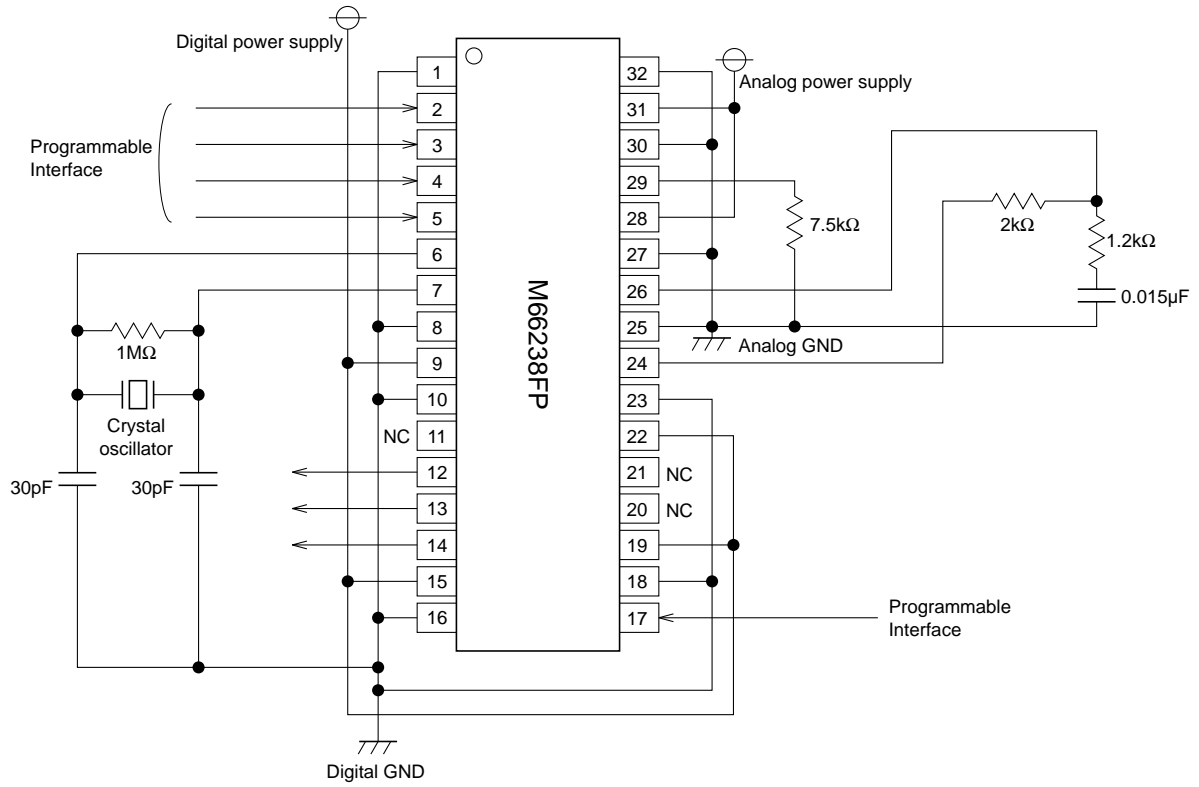 Digital power supply
Analog power supply
Programmable
Interface
M66238FP
1
2
3
4
5
6
7
8
9
10
11
12
13
14
15
16
32
31
30
29
28
27
26
25
24
23
22
21
20
19
18
17
NC
NC
NC
7.5kΩ
2kΩ
1.2kΩ
0.015µF
Analog GND
1MΩ
Crystal
oscillator
30pF
30pF
Programmable
Interface
Digital GND